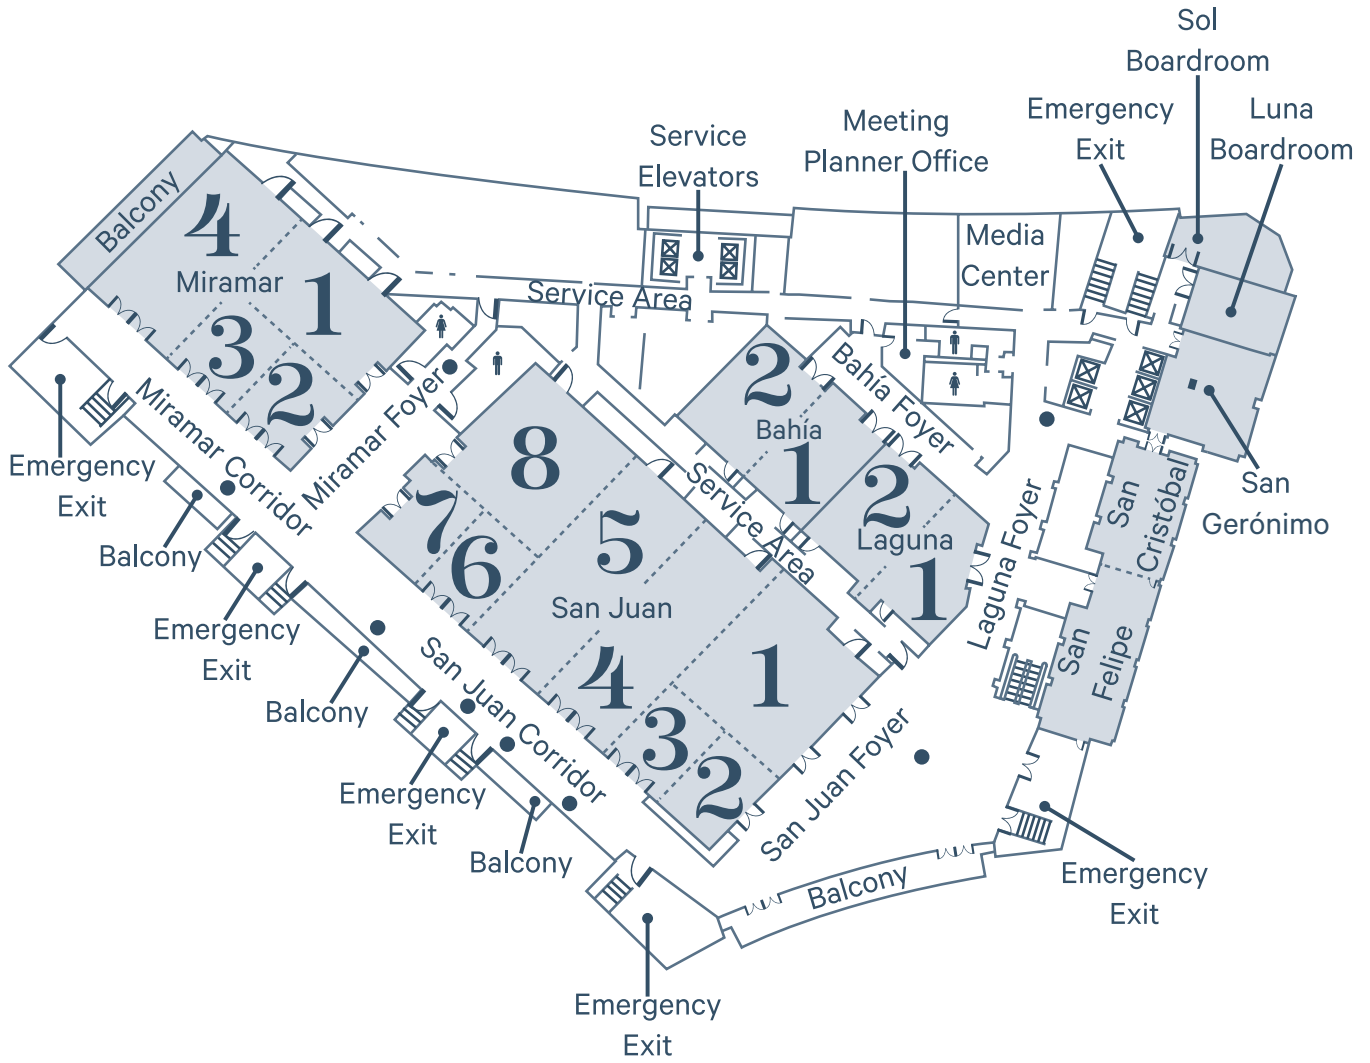 Sol
Boardroom
Emergency
Exit
Luna
Boardroom
Meeting
Planner Office
Service
Elevators
Balcony
4
Miramar
1
3
2
Media
Center
Service Area
2
Bahía
1
Bahía Foyer
2
Laguna
1
Miramar Corridor
Miramar Foyer
Emergency
Exit
Balcony
8
7
6
5
San Juan
4
3
2
1
Service Area
Laguna Foyer
San
Cristóbal
San
Gerónimo
San
Felipe
Emergency
Exit
Balcony
San Juan Corridor
San Juan Foyer
Emergency
Exit
Balcony
Balcony
Emergency
Exit
Emergency
Exit